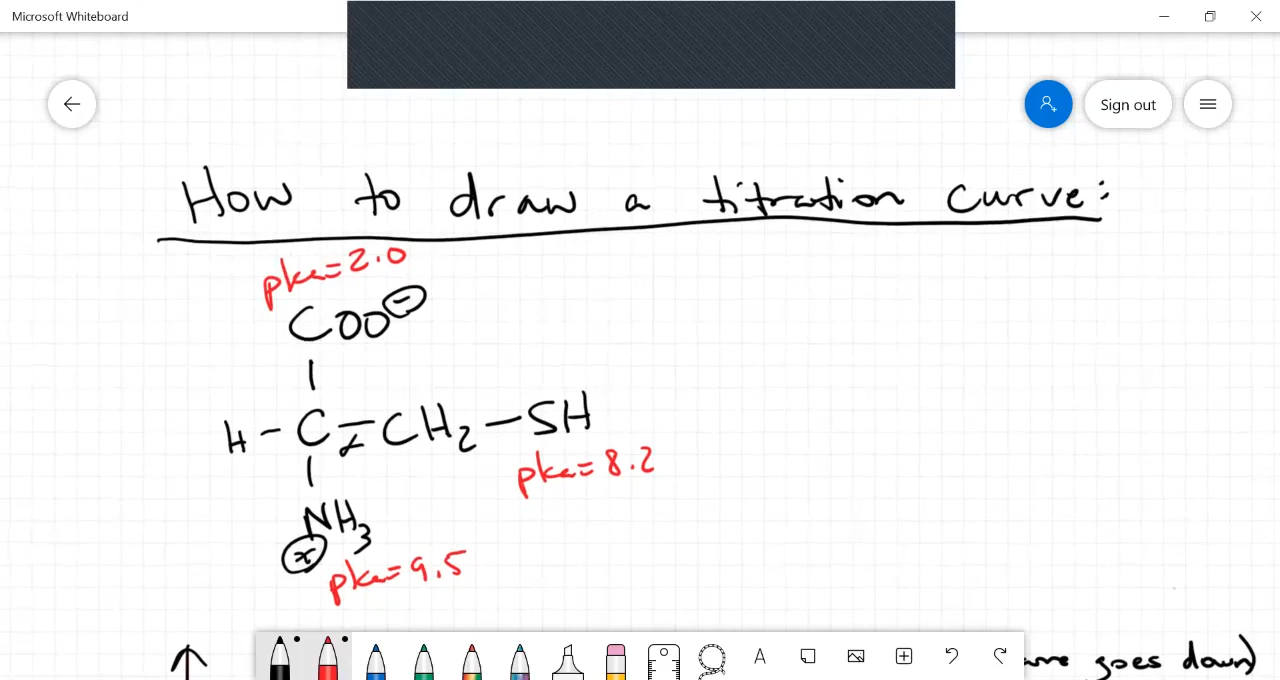 Microsoft Whiteboard
Sign out
How to draw a titration curve:
pka=2.0
COO-
H-C-CH2-SH
pka=8.2
NH3
+
pka=9.5
goes down)
A